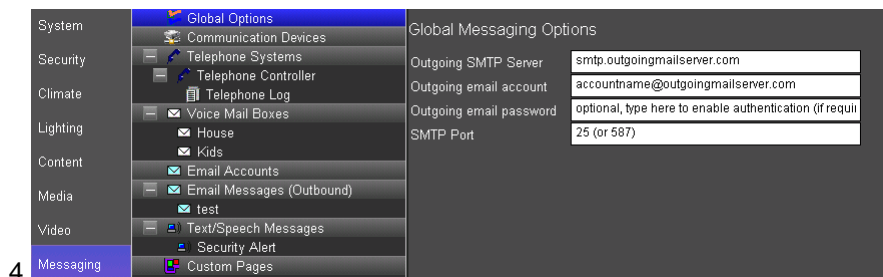 System
Security
Climate
Lighting
Content
Media
Video
Messaging
Global Options
Communication Devices
Telephone Systems
Telephone Controller
Telephone Log
Voice Mail Boxes
House
Kids
Email Accounts
Email Messages (Outbound)
test
Text/Speech Messages
Security Alert
Custom Pages
Global Messaging Options
Outgoing SMTP Server smtp.outgoingmailserver.com
Outgoing email account accountname@outgoingmailserver.com
Outgoing email password optional, type here to enable authentication (if requir
SMTP Port 25 (or 587)
4